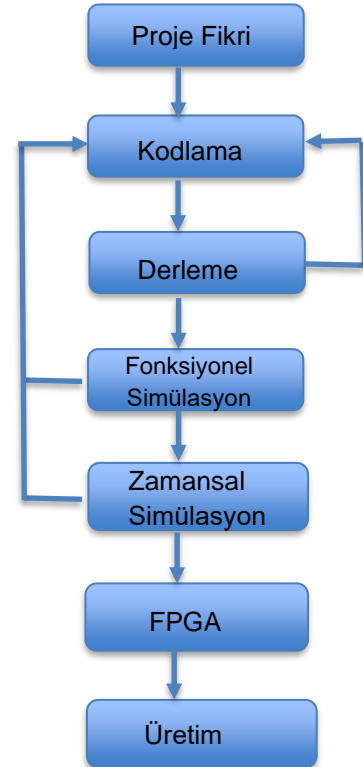 Proje Fikri
Kodlama
Derleme
Fonksiyonel
Simülasyon
Zamansal
Simülasyon
FPGA
Üretim